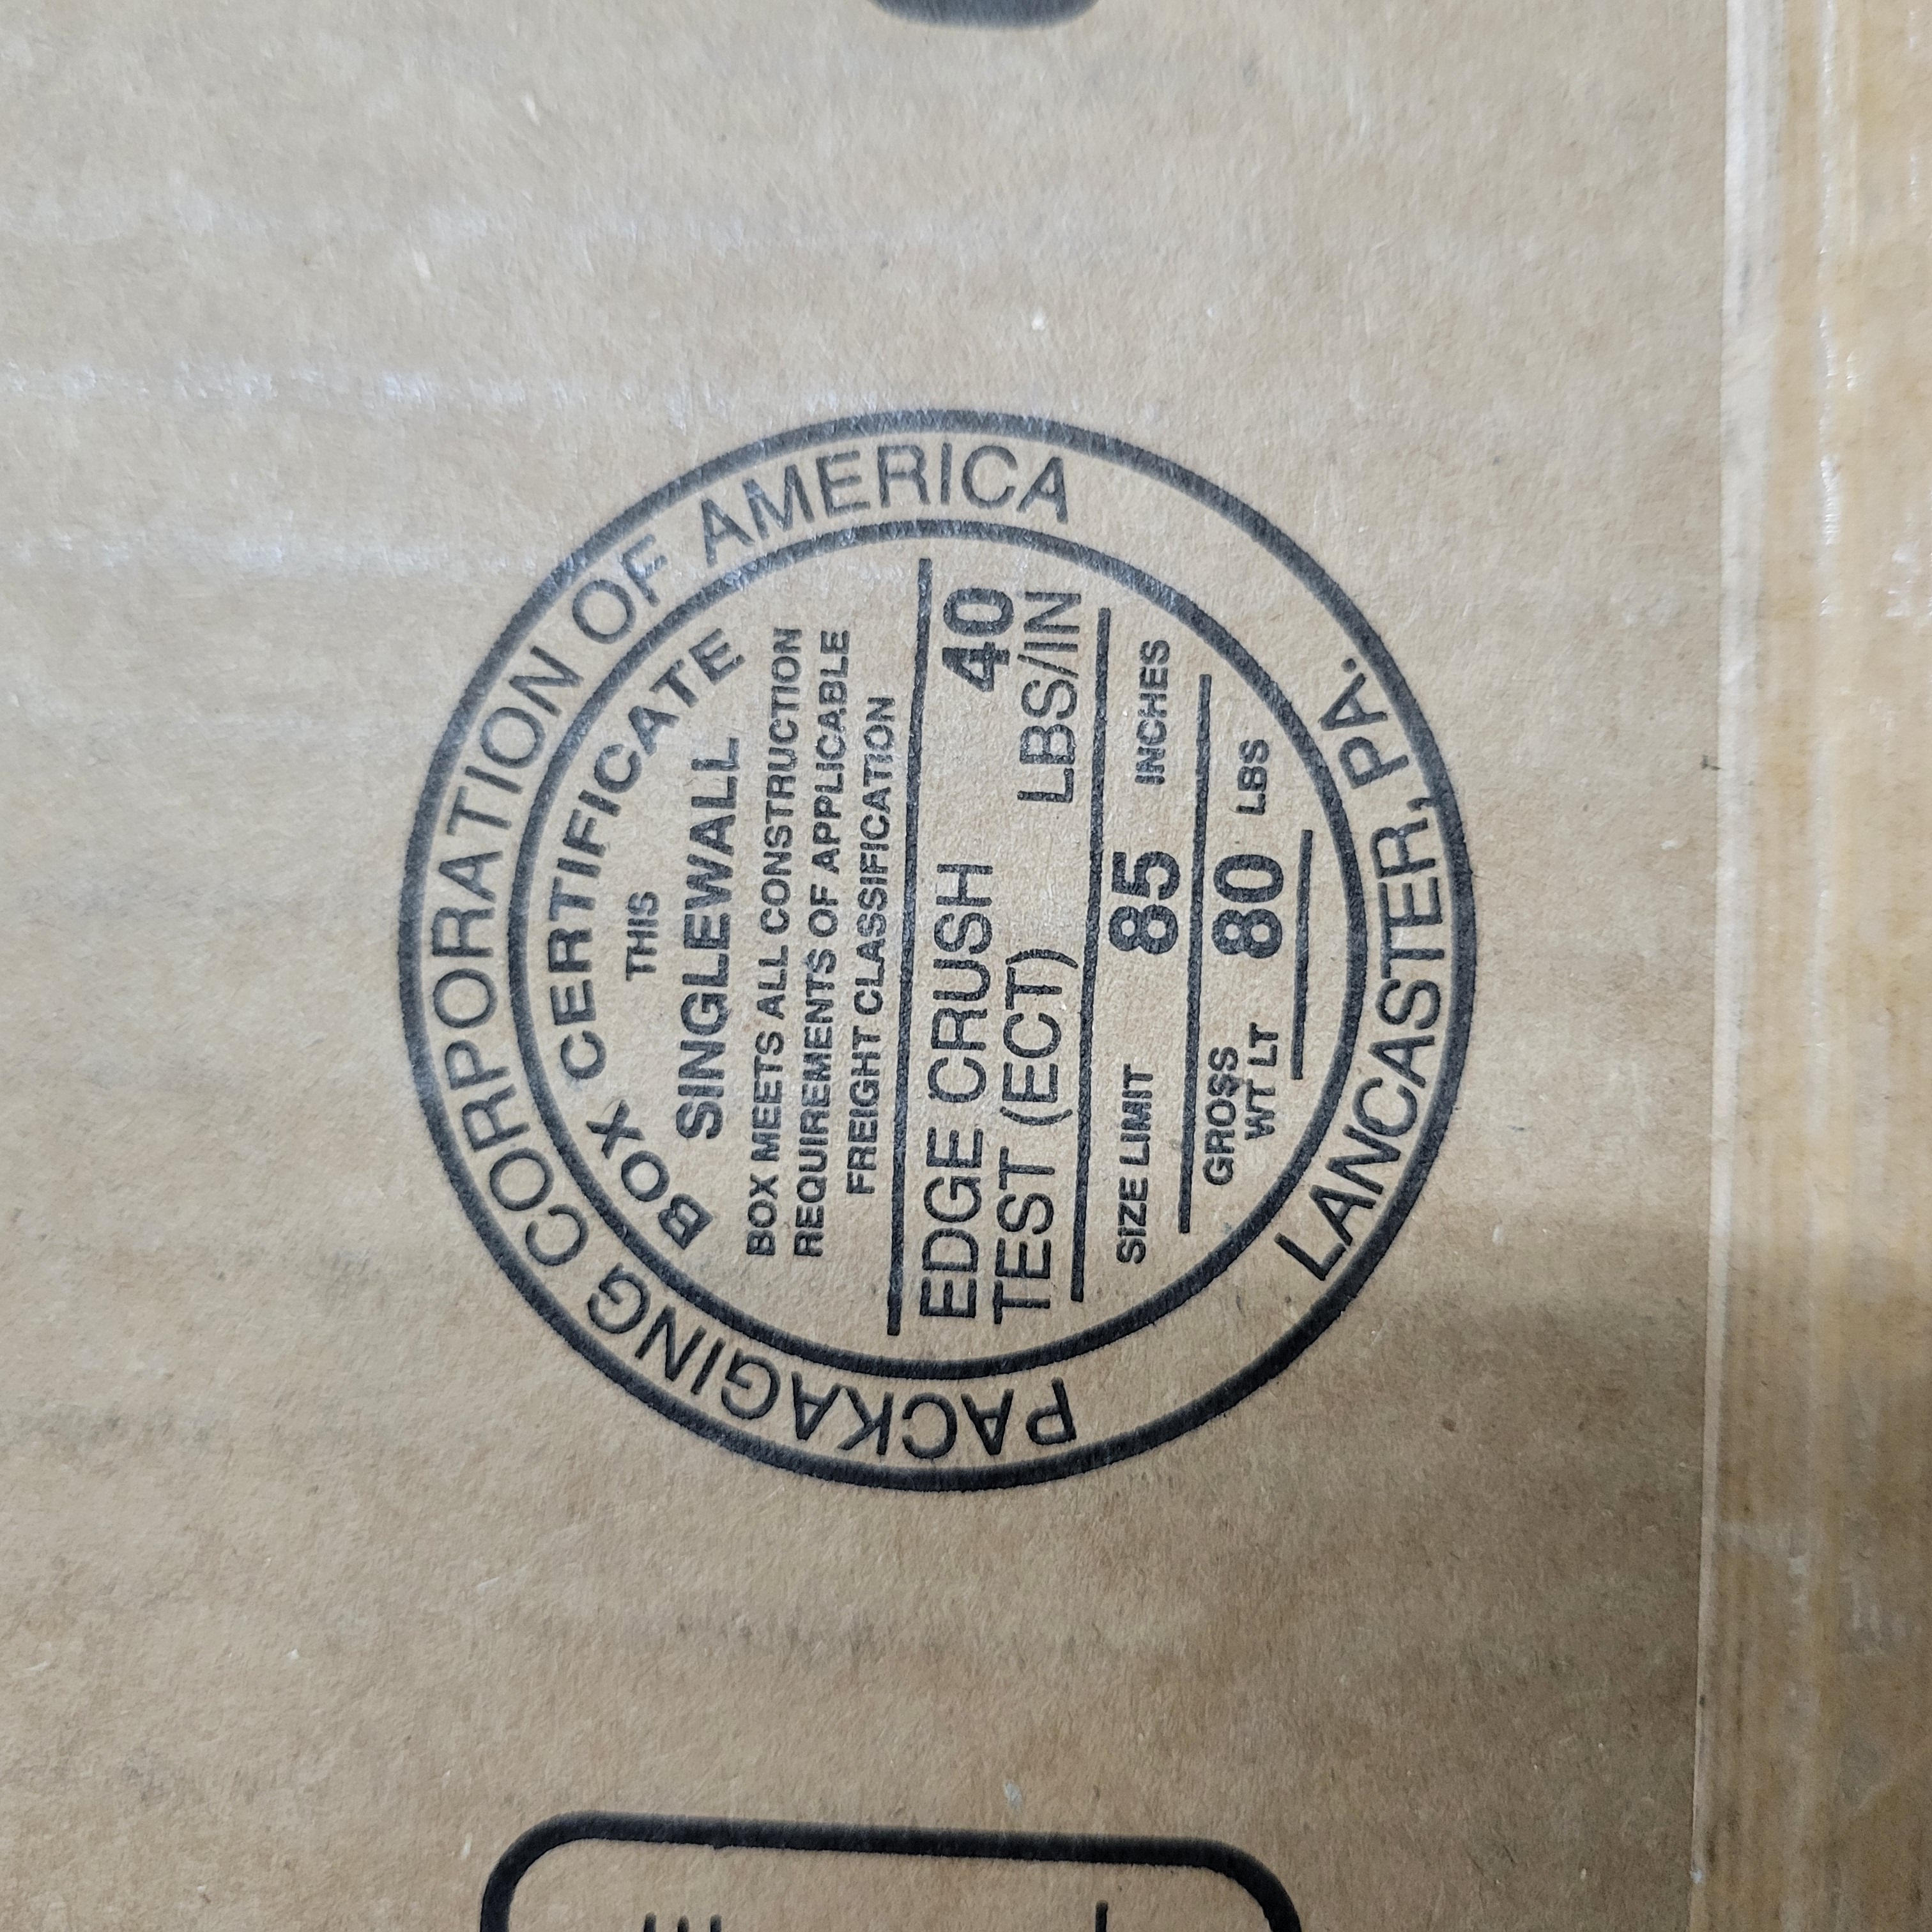 PACKAGING CORPORATION OF AMERICA
BOX CERTIFICATE
THIS
SINGLEWALL
BOX MEETS ALL CONSTRUCTION
REQUIREMENTS OF APPLICABLE
FREIGHT CLASSIFICATION
EDGE CRUSH 40
TEST (ECT) LBS/IN
SIZE LIMIT 85 INCHES
GROSS
WT LT 80 LBS
LANCASTER, PA.